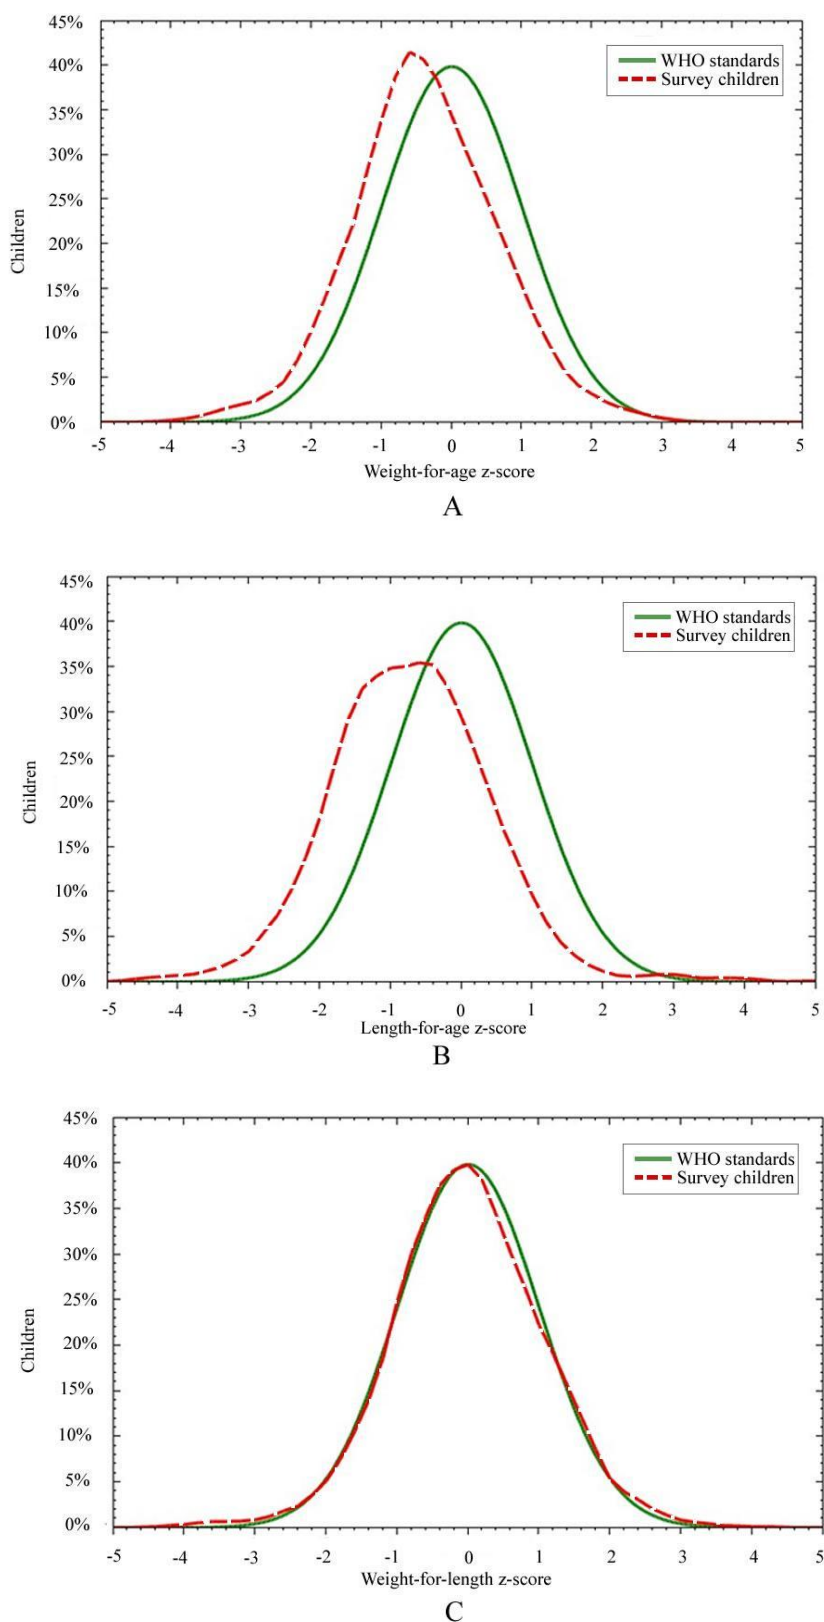 45%
40%
35%
30%
25%
20%
15%
10%
5%
0%
Children
WHO standards
Survey children
-5 -4 -3 -2 -1 0 1 2 3 4 5
Weight-for-age z-score
A
45%
40%
35%
30%
25%
20%
15%
10%
5%
0%
Children
WHO standards
Survey children
-5 -4 -3 -2 -1 0 1 2 3 4 5
Length-for-age z-score
B
45%
40%
35%
30%
25%
20%
15%
10%
5%
0%
Children
WHO standards
Survey children
-5 -4 -3 -2 -1 0 1 2 3 4 5
Weight-for-length z-score
C